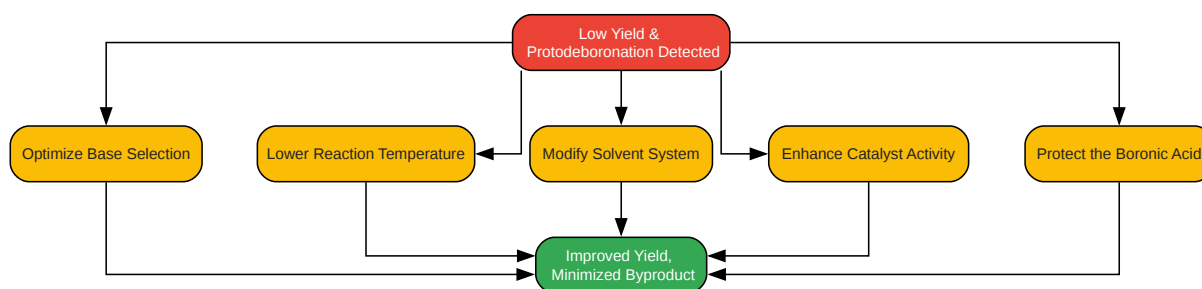 Low Yield &
Protodeboronation Detected
Optimize Base Selection
Lower Reaction Temperature
Modify Solvent System
Enhance Catalyst Activity
Protect the Boronic Acid
Improved Yield,
Minimized Byproduct